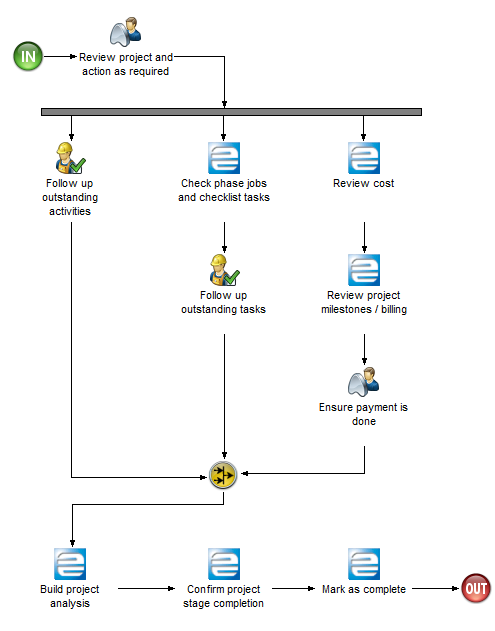 IN
Review project and
action as required
Follow up
outstanding
activities
Check phase jobs
and checklist tasks
Review cost
Follow up
outstanding tasks
Review project
milestones / billing
Ensure payment is
done
Build project
analysis
Confirm project
stage completion
Mark as complete
OUT